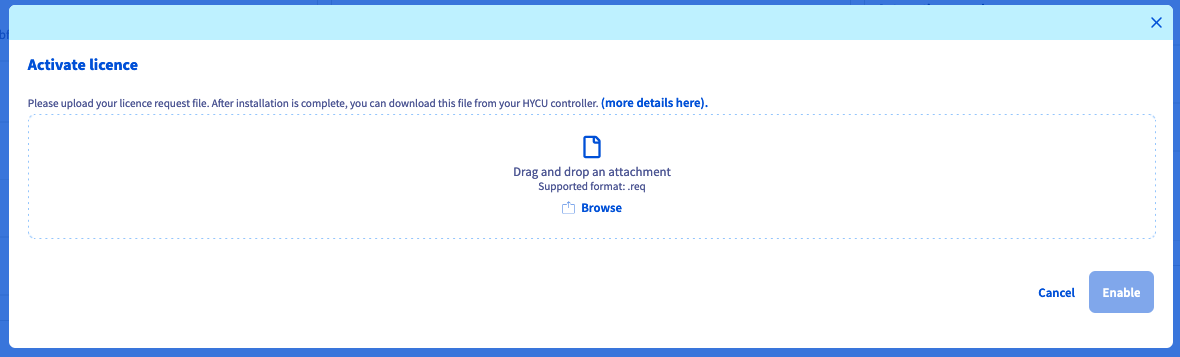 Activate licence
Please upload your licence request file. After installation is complete, you can download this file from your HYCU controller. (more details here).
Drag and drop an attachment
Supported format: .req
Browse
Cancel
Enable